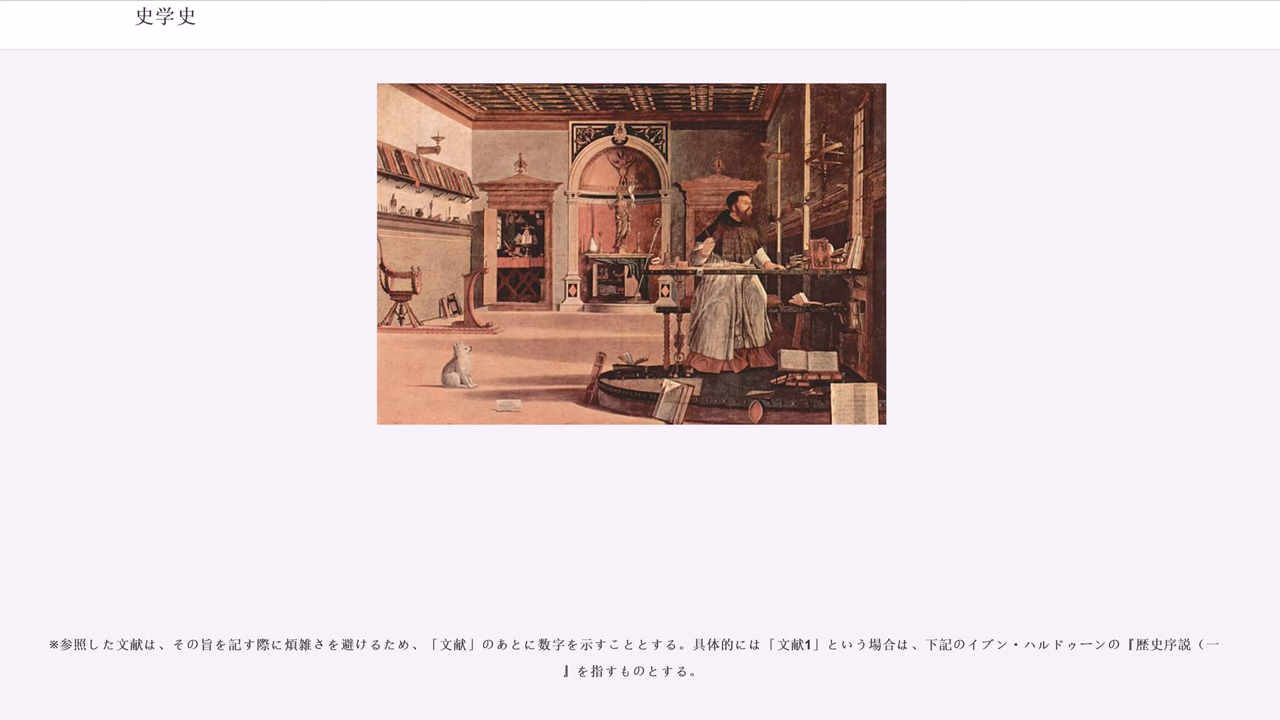 史学史
※参照した文献は、その旨を記す際に煩雑さを避けるため、「文献」のあとに数字を示すこととする。具体的には「文献1」という場合は、下記のイブン・ハルドゥーンの『歴史序説（一
』を指すものとする。